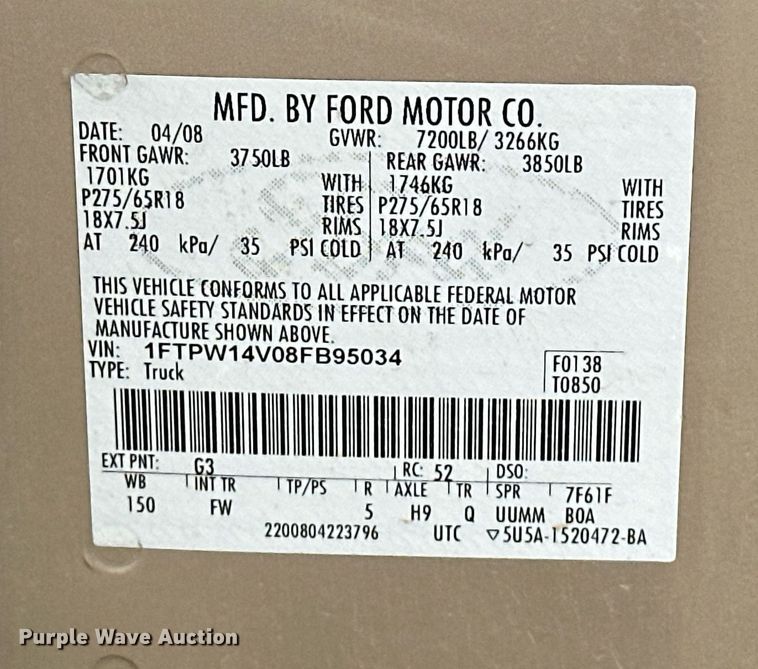 MFD. BY FORD MOTOR CO.
DATE: 04/08 GVWR: 7200LB/ 3266KG
FRONT GAWR: 3750LB REAR GAWR: 3850LB
1701KG WITH 1746KG WITH
P275/65R18 TIRES P275/65R18 TIRES
18X7.5J RIMS 18X7.5J RIMS
AT 240 kPa/ 35 PSI COLD AT 240 kPa/ 35 PSI COLD
THIS VEHICLE CONFORMS TO ALL APPLICABLE FEDERAL MOTOR
VEHICLE SAFETY STANDARDS IN EFFECT ON THE DATE OF
MANUFACTURE SHOWN ABOVE.
VIN: 1FTPW14V08FB95034
TYPE: Truck
F0138
T0850
EXT PNT: G3 RC: 52 DSO:
WB INT TR TP/PS R AXLE TR SPR 7F61F
150 FW 5 H9 Q UUMM BOA
2200804223796 UTC ▽5U5A-1520472-BA
Purple Wave Auction